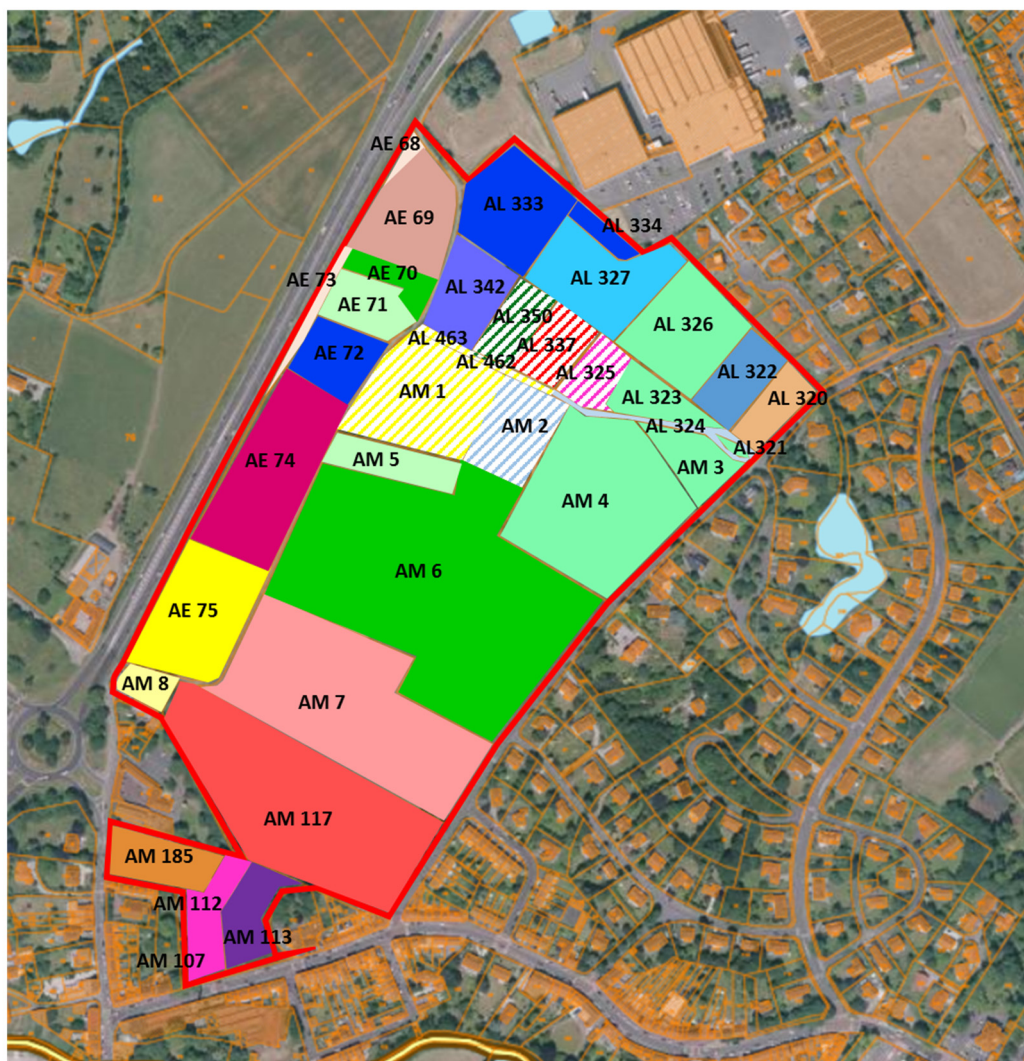 AE 68
AE 69
AL 333
AL 334
AE 70
AE 73
AE 71
AL 342
AL 327
AL 350
AL 326
AL 463
AL 337
AE 72
AL 462
AL 325
AL 322
AM 1
AL 323
AL 320
AM 2
AL 324
AL321
AM 5
AE 74
AM 3
AM 4
AM 6
AE 75
AM 8
AM 7
AM 117
AM 185
AM 112
AM 113
AM 107